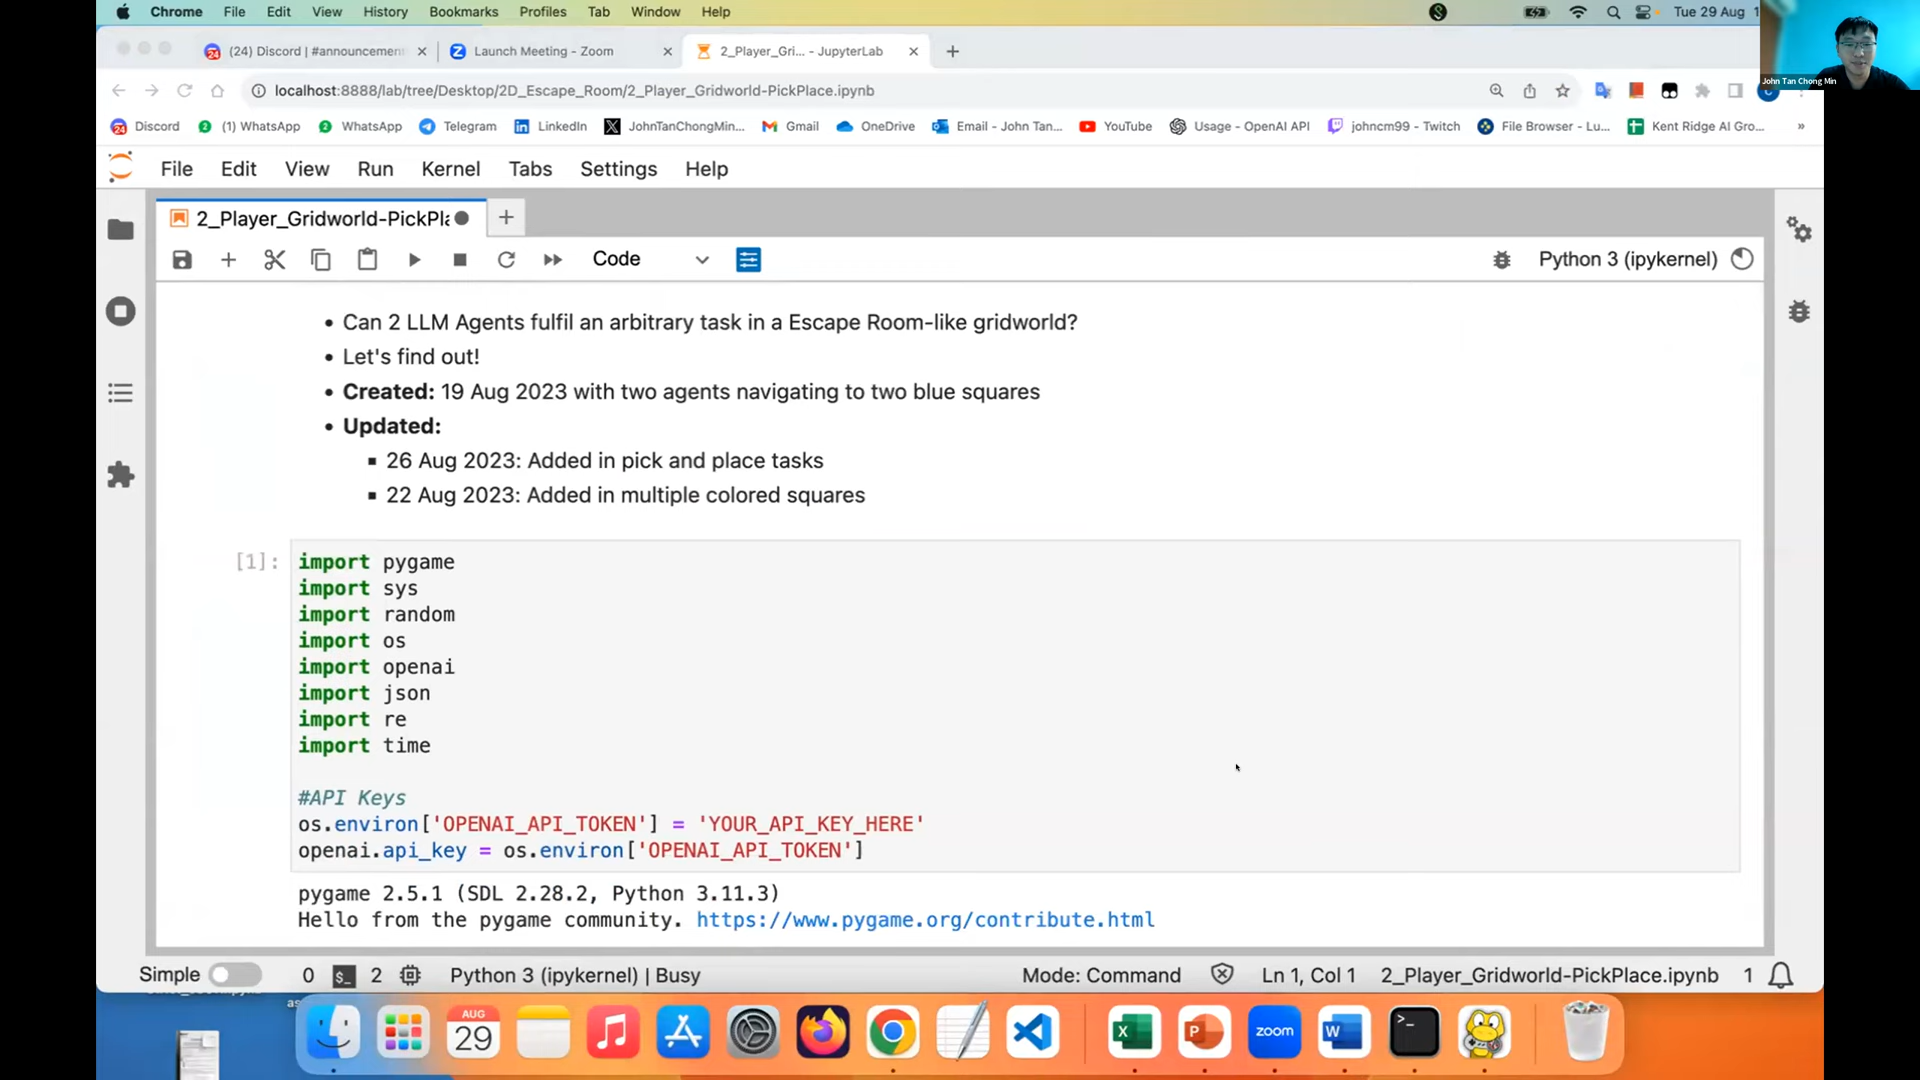 Chrome File Edit View History Bookmarks Profiles Tab Window Help Tue 29 Aug
(24) Discord | #announcemen Launch Meeting - Zoom 2_Player_Gri... - JupyterLab
localhost:8888/lab/tree/Desktop/2D_Escape_Room/2_Player_Gridworld-PickPlace.ipynb
Discord (1) WhatsApp WhatsApp Telegram LinkedIn JohnTanChongMin... Gmail OneDrive Email - John Tan... YouTube Usage - OpenAI API johncm99 - Twitch File Browser - Lu... Kent Ridge AI Gro... »
John Tan Chong Min
File Edit View Run Kernel Tabs Settings Help
2_Player_Gridworld-PickPla
Code Python 3 (ipykernel)
• Can 2 LLM Agents fulfil an arbitrary task in a Escape Room-like gridworld?
• Let's find out!
• Created: 19 Aug 2023 with two agents navigating to two blue squares
• Updated:
▪ 26 Aug 2023: Added in pick and place tasks
▪ 22 Aug 2023: Added in multiple colored squares
[1]: import pygame
import sys
import random
import os
import openai
import json
import re
import time
#API Keys
os.environ['OPENAI_API_TOKEN'] = 'YOUR_API_KEY_HERE'
openai.api_key = os.environ['OPENAI_API_TOKEN']
pygame 2.5.1 (SDL 2.28.2, Python 3.11.3)
Hello from the pygame community. https://www.pygame.org/contribute.html
Simple 0 2 Python 3 (ipykernel) | Busy Mode: Command Ln 1, Col 1 2_Player_Gridworld-PickPlace.ipynb 1
AUG
29
zoom